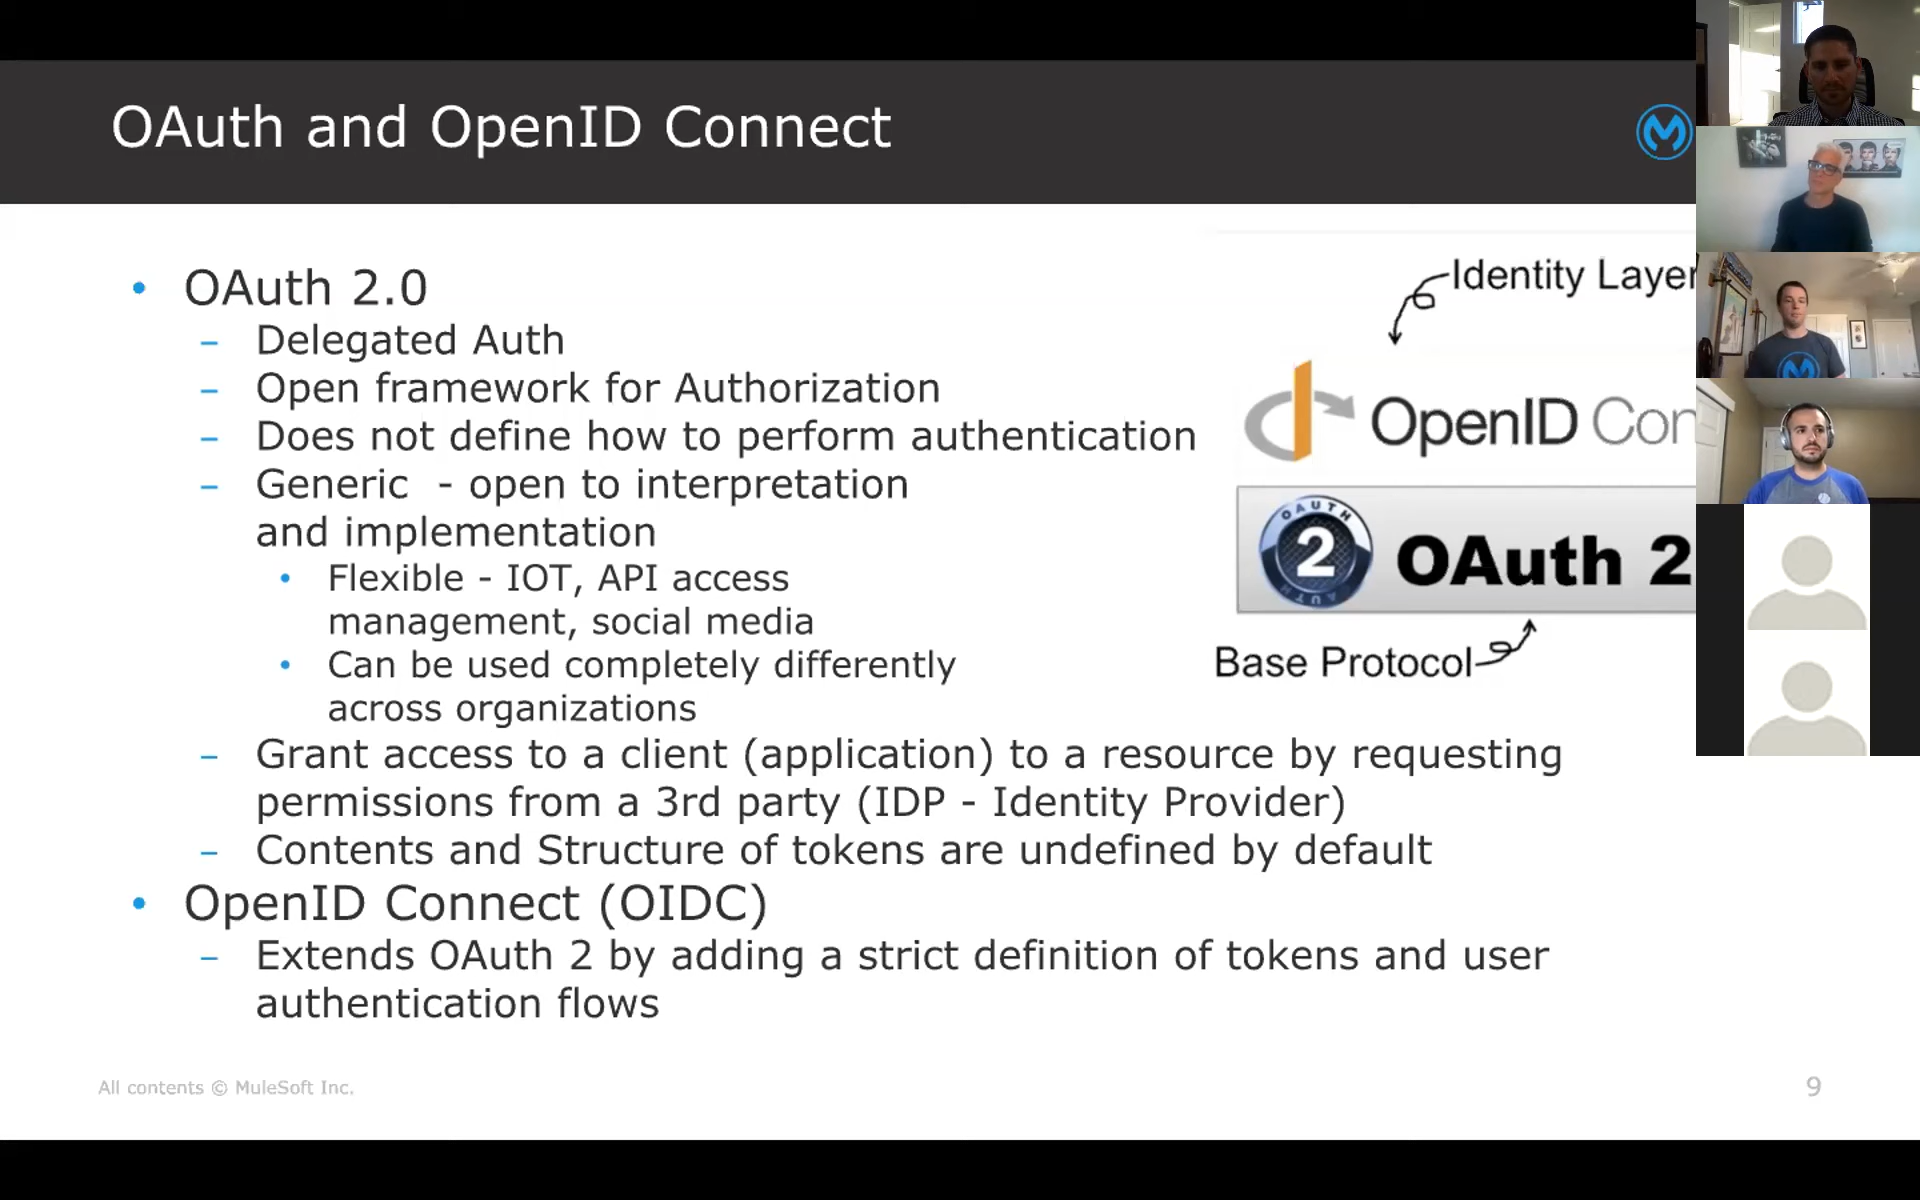 OAuth and OpenID Connect
• OAuth 2.0
– Delegated Auth
– Open framework for Authorization
– Does not define how to perform authentication
– Generic - open to interpretation
and implementation
• Flexible - IOT, API access
management, social media
• Can be used completely differently
across organizations
– Grant access to a client (application) to a resource by requesting
permissions from a 3rd party (IDP - Identity Provider)
– Contents and Structure of tokens are undefined by default
• OpenID Connect (OIDC)
– Extends OAuth 2 by adding a strict definition of tokens and user
authentication flows
Identity Layer
OpenID Con
OAUTH
2
AUTH
OAuth 2
Base Protocol
All contents © MuleSoft Inc.
9